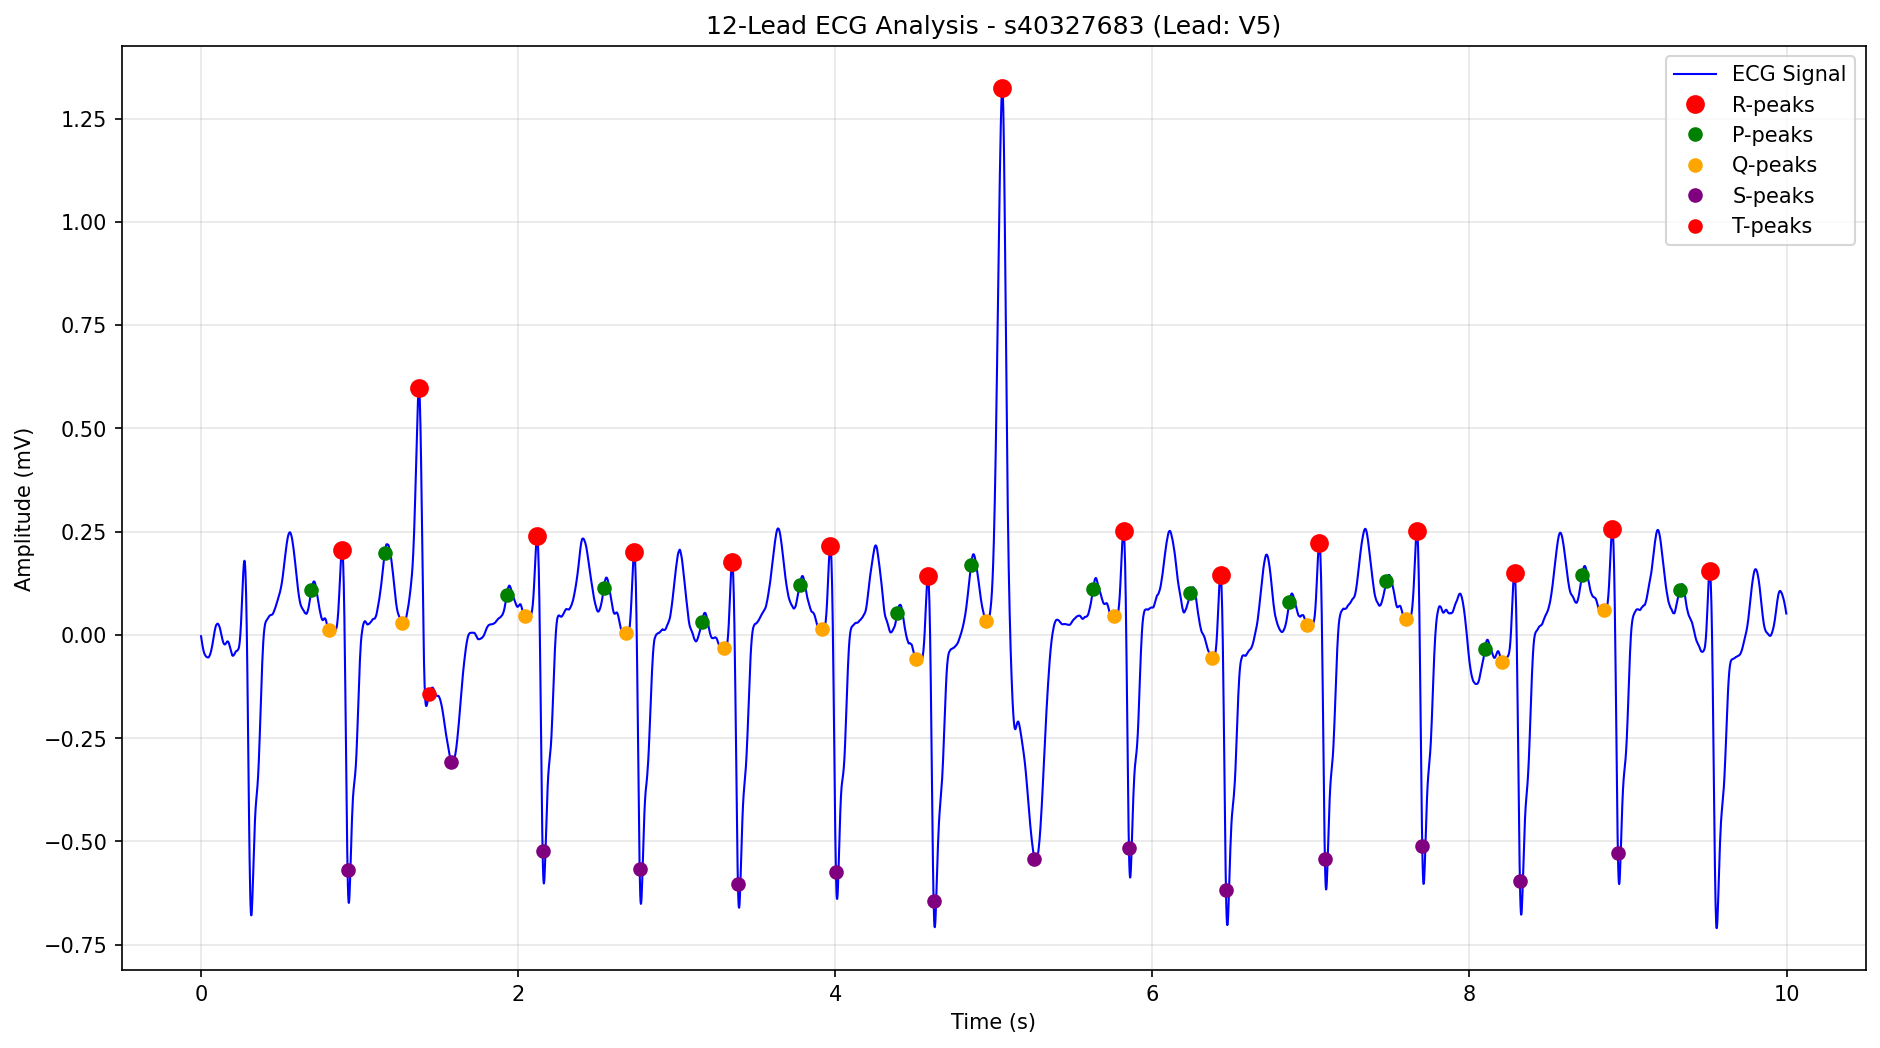 12-Lead ECG Analysis - s40327683 (Lead: V5)
ECG Signal
R-peaks
P-peaks
Q-peaks
S-peaks
T-peaks
Amplitude (mV)
1.25
1.00
0.75
0.50
0.25
0.00
−0.25
−0.50
−0.75
0 2 4 6 8 10
Time (s)